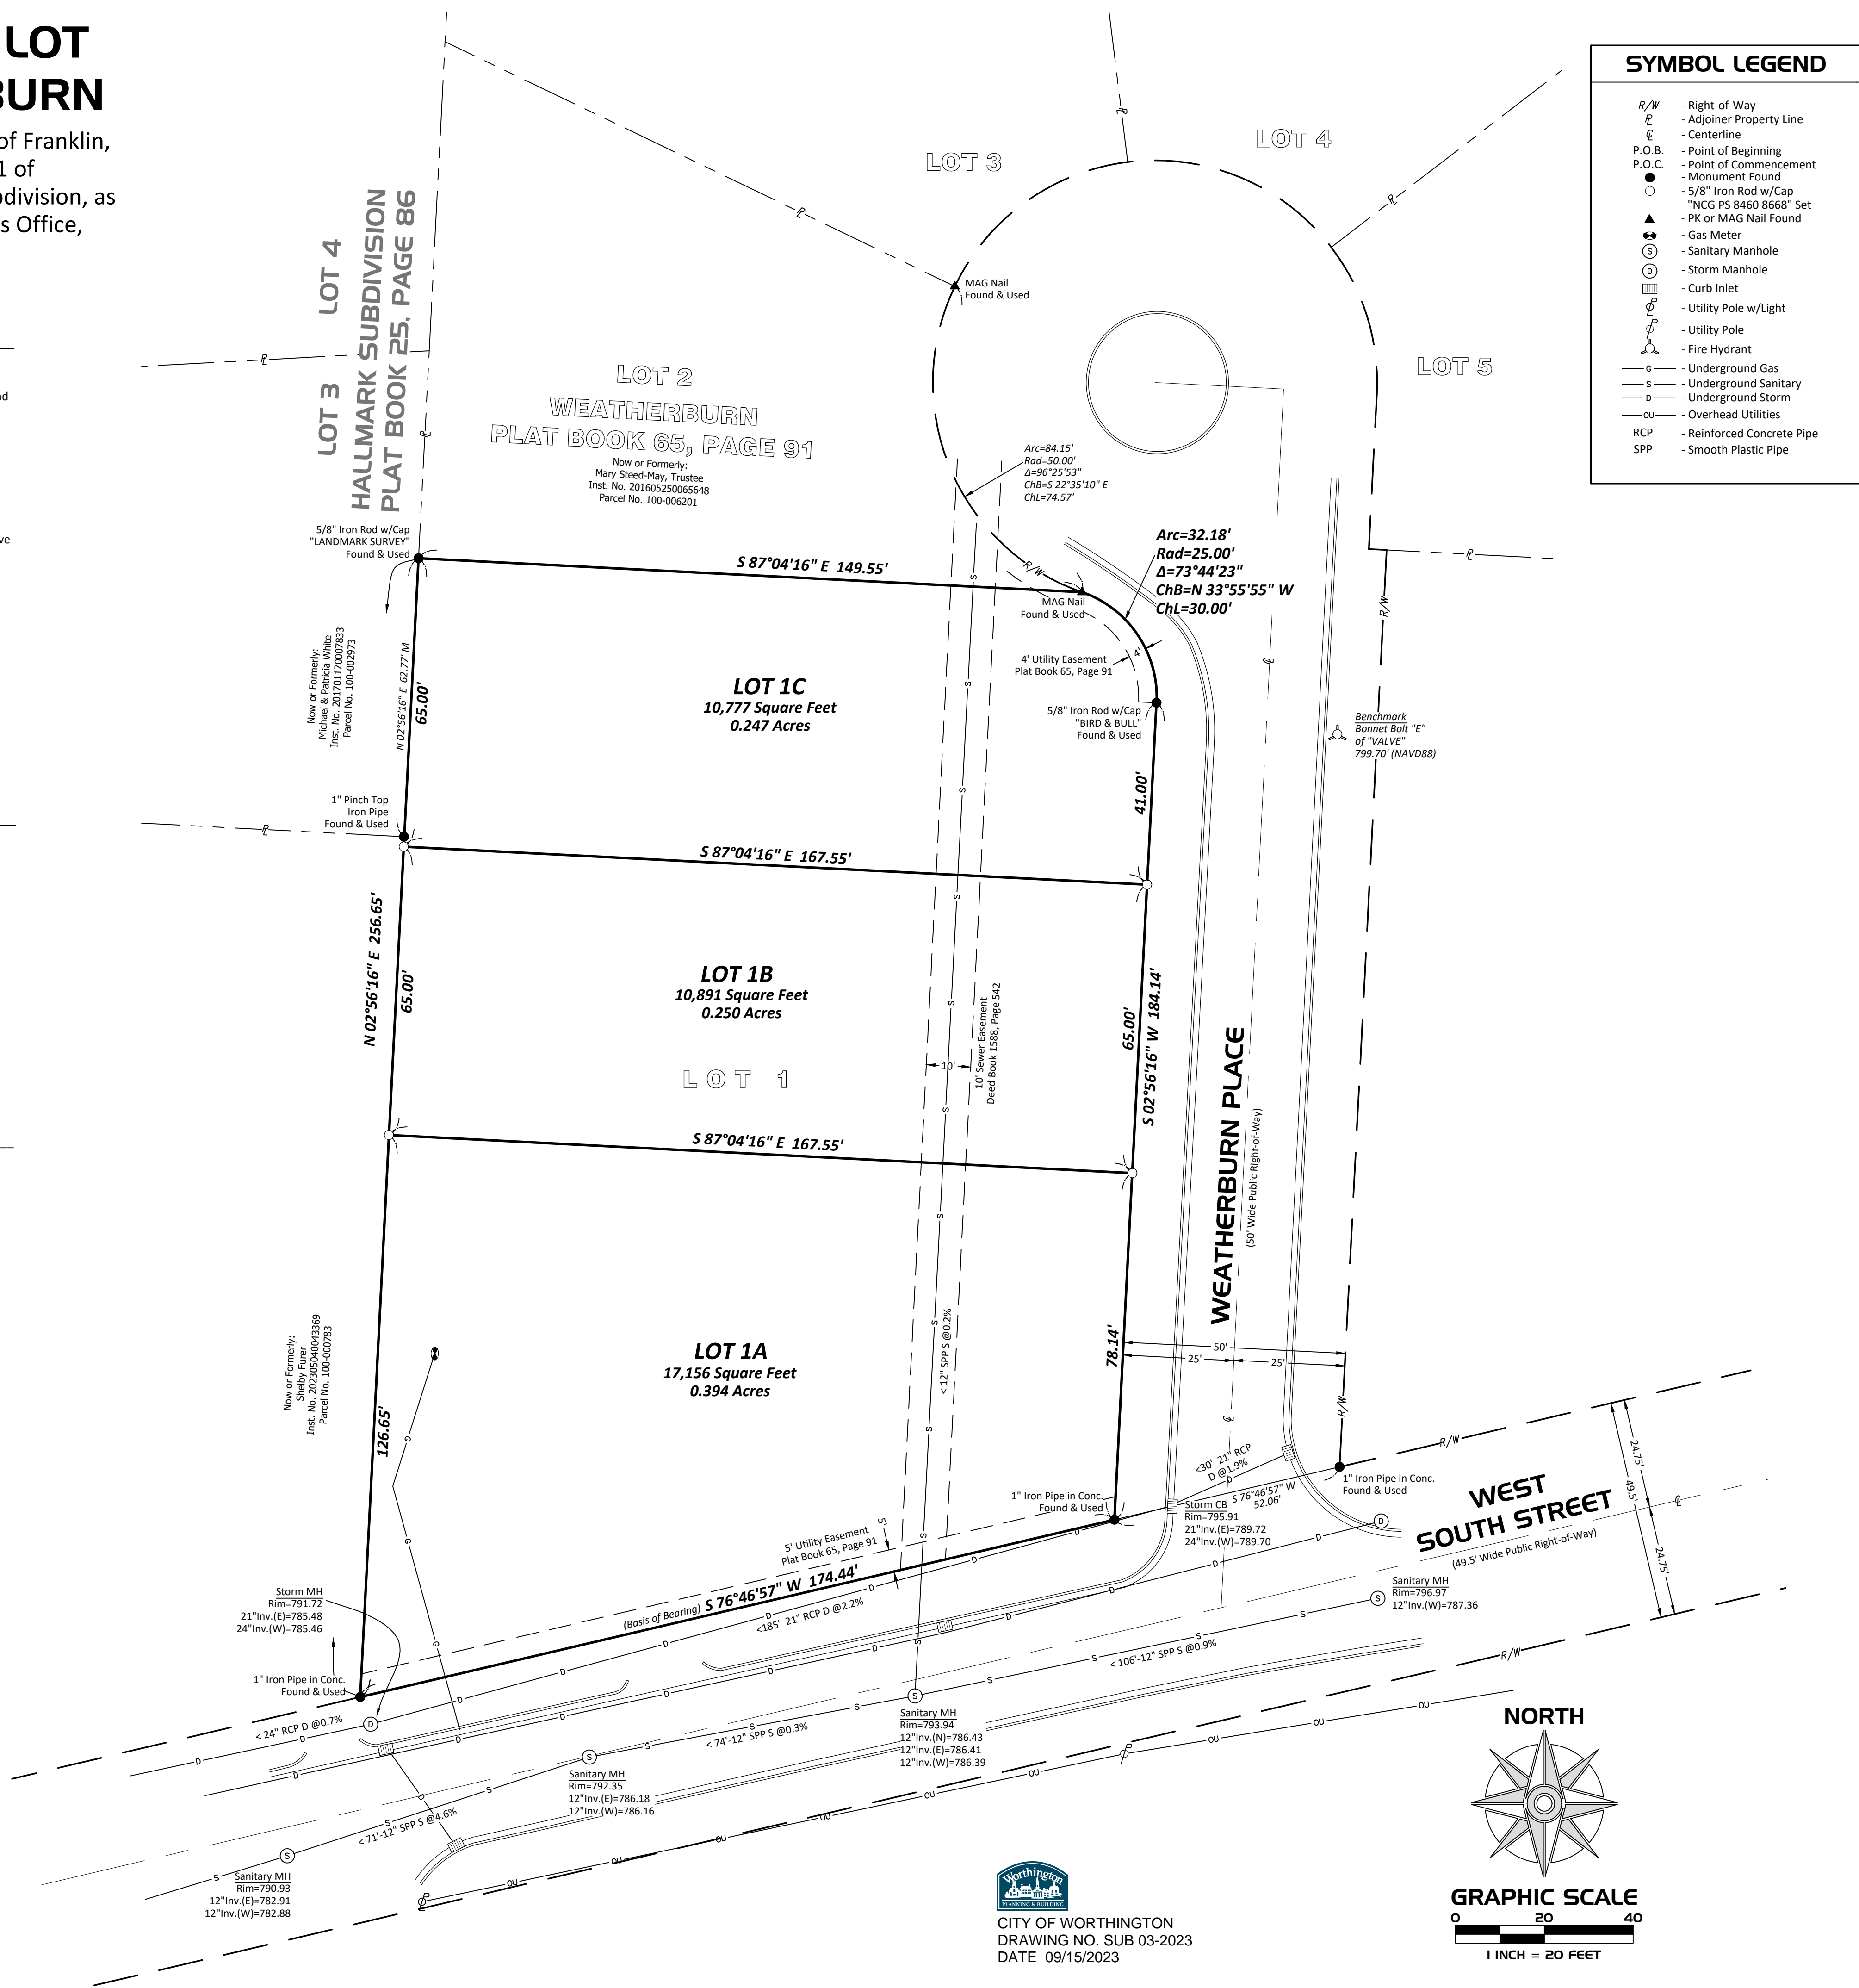 LOT
BURN
of Franklin,
1 of
bdivision, as
s Office,
nd
ve
SYMBOL LEGEND
R/W - Right-of-Way
PL - Adjoiner Property Line
CL - Centerline
P.O.B. - Point of Beginning
P.O.C. - Point of Commencement
- Monument Found
- 5/8" Iron Rod w/Cap
"NCG PS 8460 8668" Set
- PK or MAG Nail Found
- Gas Meter
S - Sanitary Manhole
D - Storm Manhole
- Curb Inlet
- Utility Pole w/Light
- Utility Pole
- Fire Hydrant
G - Underground Gas
S - Underground Sanitary
D - Underground Storm
OU - Overhead Utilities
RCP - Reinforced Concrete Pipe
SPP - Smooth Plastic Pipe
LOT 3
LOT 4
LOT 5
LOT 3 LOT 4
HALLMARK SUBDIVISION
PLAT BOOK 25, PAGE 86
LOT 2
WEATHERBURN
PLAT BOOK 65, PAGE 91
Now or Formerly:
Mary Steed-May, Trustee
Inst. No. 201605250065648
Parcel No. 100-006201
MAG Nail
Found & Used
Arc=84.15'
Rad=50.00'
Δ=96°25'53"
ChB=S 22°35'10" E
ChL=74.57'
Arc=32.18'
Rad=25.00'
Δ=73°44'23"
ChB=N 33°55'55" W
ChL=30.00'
5/8" Iron Rod w/Cap
"LANDMARK SURVEY"
Found & Used
S 87°04'16" E 149.55'
R/W
MAG Nail
Found & Used
4'
4' Utility Easement
Plat Book 65, Page 91
5/8" Iron Rod w/Cap
"BIRD & BULL"
Found & Used
Now or Formerly:
Michael & Patricia White
Inst. No. 201701170007833
Parcel No. 100-002973
N 02°56'16" E 62.77' M
65.00'
LOT 1C
10,777 Square Feet
0.247 Acres
41.00'
Benchmark
Bonnet Bolt "E"
of "VALVE"
799.70' (NAVD88)
R/W
1" Pinch Top
Iron Pipe
Found & Used
S 87°04'16" E 167.55'
N 02°56'16" E 256.65'
65.00'
LOT 1B
10,891 Square Feet
0.250 Acres
LOT 1
10'
10' Sewer Easement
Deed Book 1588, Page 542
65.00'
S 02°56'16" W 184.14'
WEATHERBURN PLACE
(50' Wide Public Right-of-Way)
S 87°04'16" E 167.55'
Now or Formerly:
Shelby Furer
Inst. No. 202305040043369
Parcel No. 100-000783
126.65'
LOT 1A
17,156 Square Feet
0.394 Acres
< 12" SPP S @0.2%
78.14'
50'
25'
25'
R/W
<30' 21" RCP
D @1.9%
S 76°46'57" W
52.06'
1" Iron Pipe in Conc.
Found & Used
1" Iron Pipe in Conc.
Found & Used
Storm CB
Rim=795.91
21"Inv.(E)=789.72
24"Inv.(W)=789.70
R/W
24.75'
49.5'
24.75'
WEST
SOUTH STREET
(49.5' Wide Public Right-of-Way)
5'
5' Utility Easement
Plat Book 65, Page 91
(Basis of Bearing) S 76°46'57" W 174.44'
<185' 21" RCP D @2.2%
Storm MH
Rim=791.72
21"Inv.(E)=785.48
24"Inv.(W)=785.46
1" Iron Pipe in Conc.
Found & Used
< 24" RCP D @0.7%
Sanitary MH
Rim=796.97
12"Inv.(W)=787.36
< 106'-12" SPP S @0.9%
R/W
Sanitary MH
Rim=793.94
12"Inv.(N)=786.43
12"Inv.(E)=786.41
12"Inv.(W)=786.39
< 74'-12" SPP S @0.3%
Sanitary MH
Rim=792.35
12"Inv.(E)=786.18
12"Inv.(W)=786.16
< 71'-12" SPP S @4.6%
Sanitary MH
Rim=790.93
12"Inv.(E)=782.91
12"Inv.(W)=782.88
Worthington
PLANNING & BUILDING
CITY OF WORTHINGTON
DRAWING NO. SUB 03-2023
DATE 09/15/2023
NORTH
GRAPHIC SCALE
0 20 40
1 INCH = 20 FEET